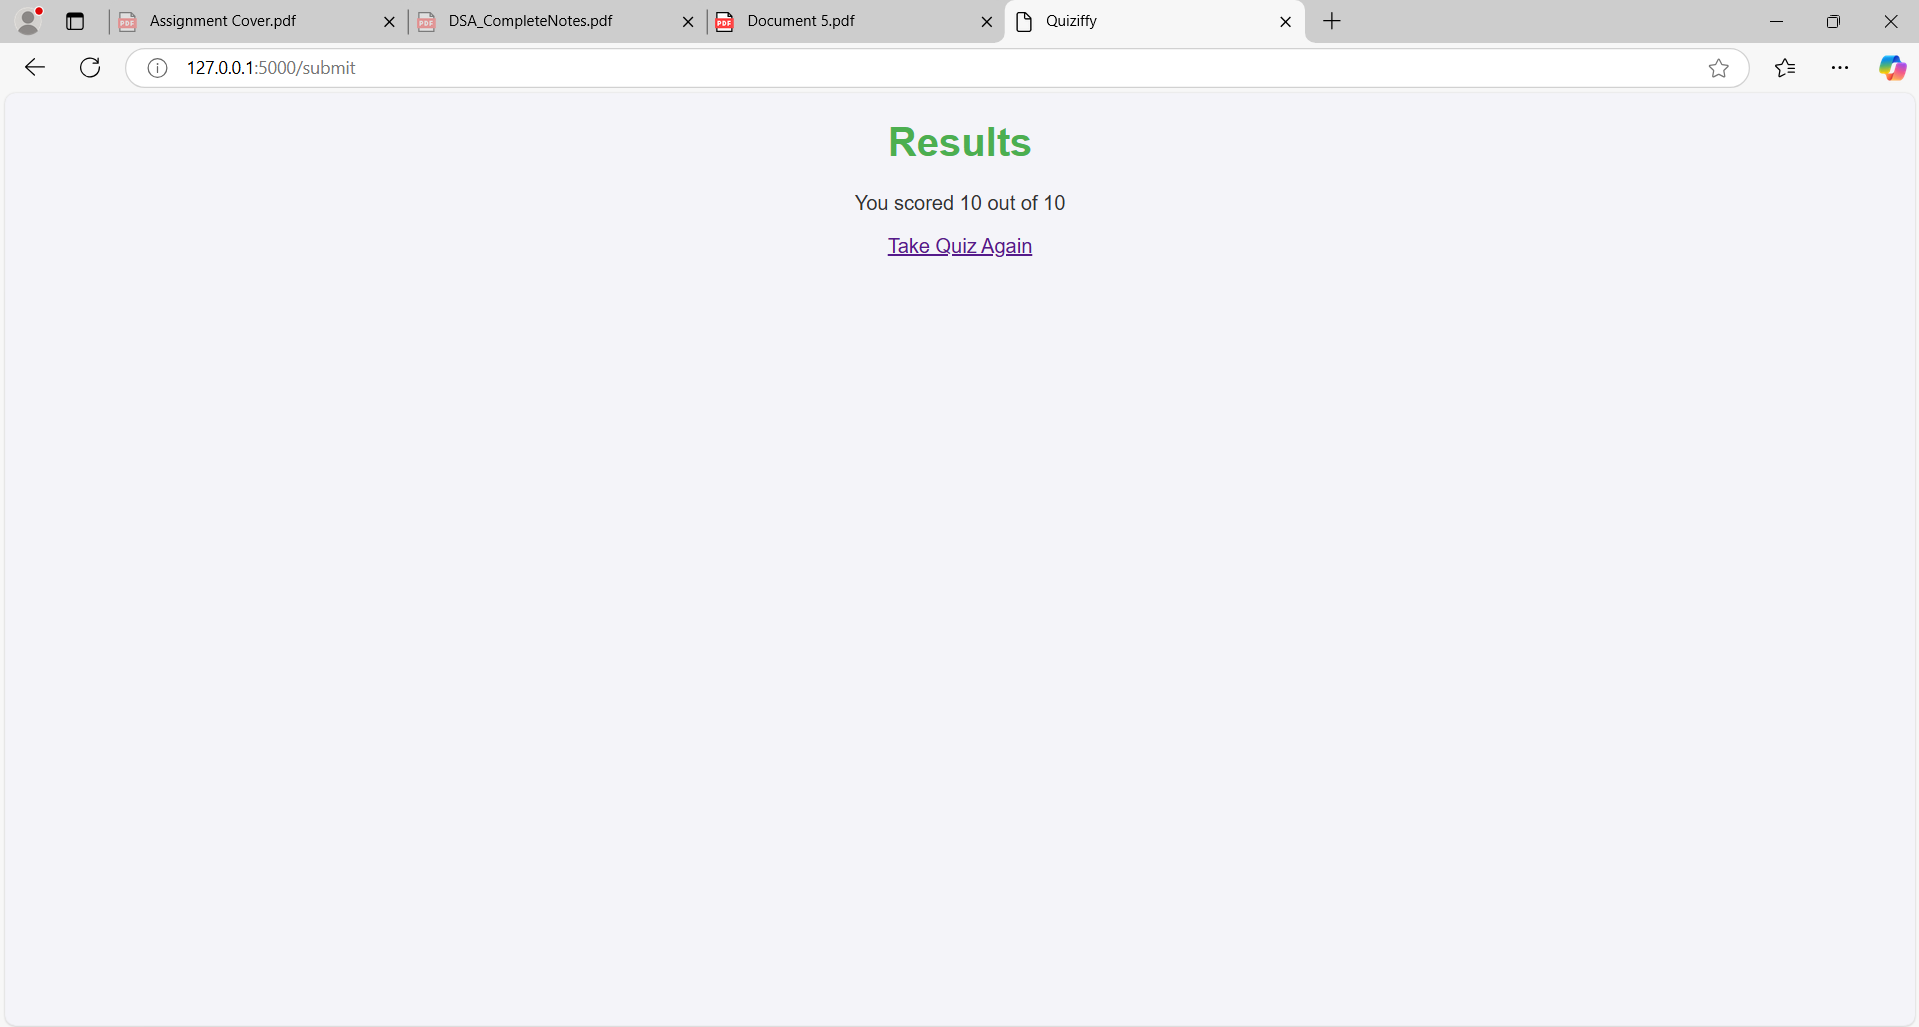 Assignment Cover.pdf
DSA_CompleteNotes.pdf
Document 5.pdf
Quiziffy
127.0.0.1:5000/submit
Results
You scored 10 out of 10
Take Quiz Again